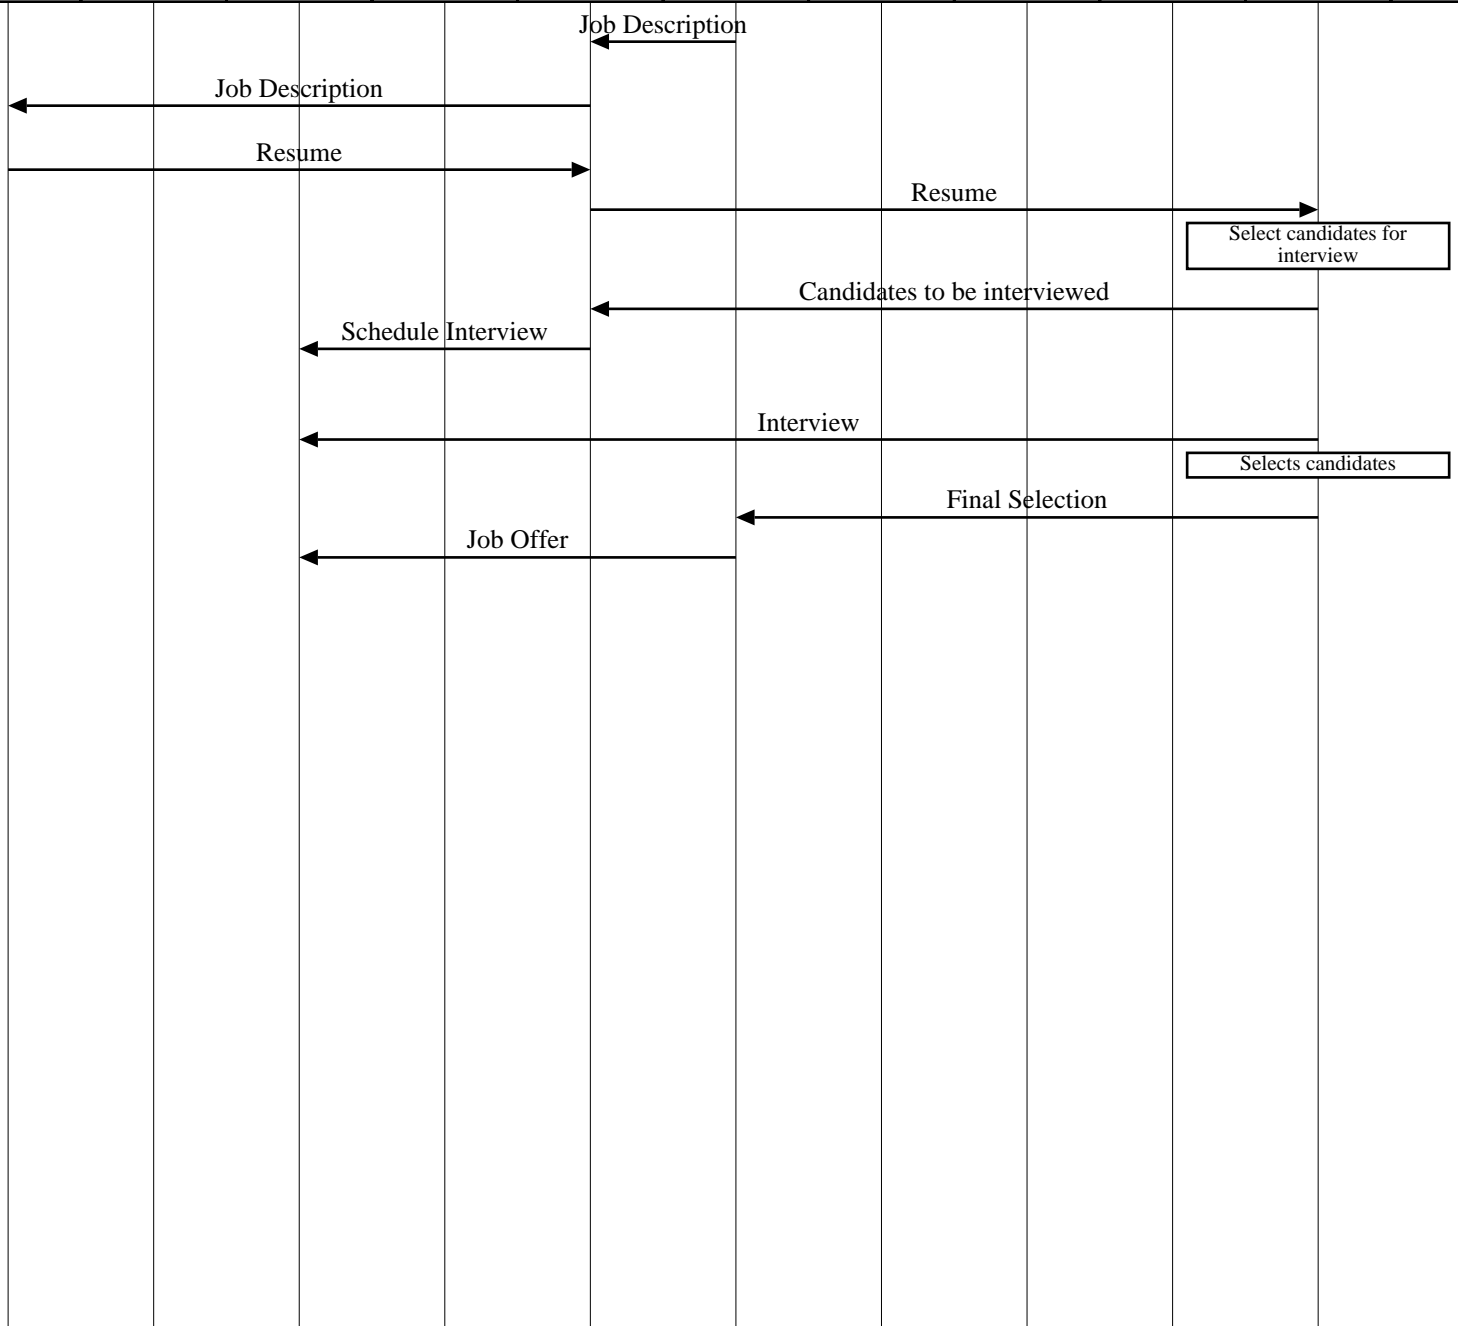 Job Description
Job Description
Resume
Resume
Select candidates for
interview
Candidates to be interviewed
Schedule Interview
Interview
Selects candidates
Final Selection
Job Offer